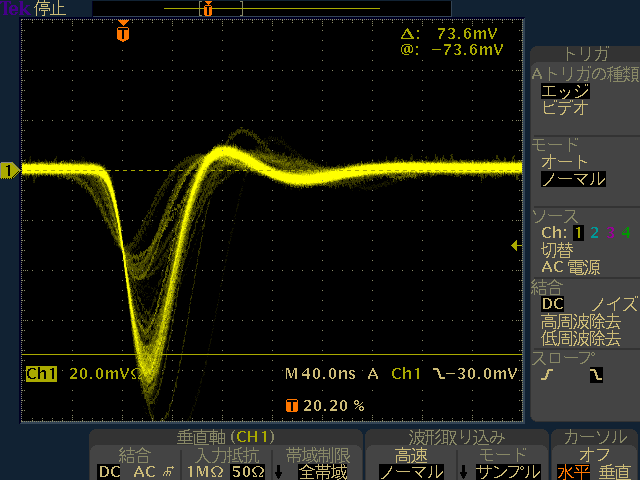 Tek 停止
T
T
Δ: 73.6mV
@: −73.6mV
1
Ch1 20.0mVΩ M 40.0ns A Ch1 −30.0mV
T 20.20 %
トリガ
Aトリガの種類
エッジ
ビデオ
モード
オート
ノーマル
ソース
Ch: 1 2 3 4
切替
AC 電源
結合
DC ノイズ
高周波除去
低周波除去
スロープ
垂直軸 (CH1)
結合 入力抵抗 帯域制限
DC AC 1MΩ 50Ω 全帯域
波形取り込み
高速 モード
ノーマル サンプル
カーソル
オフ
水平 垂直